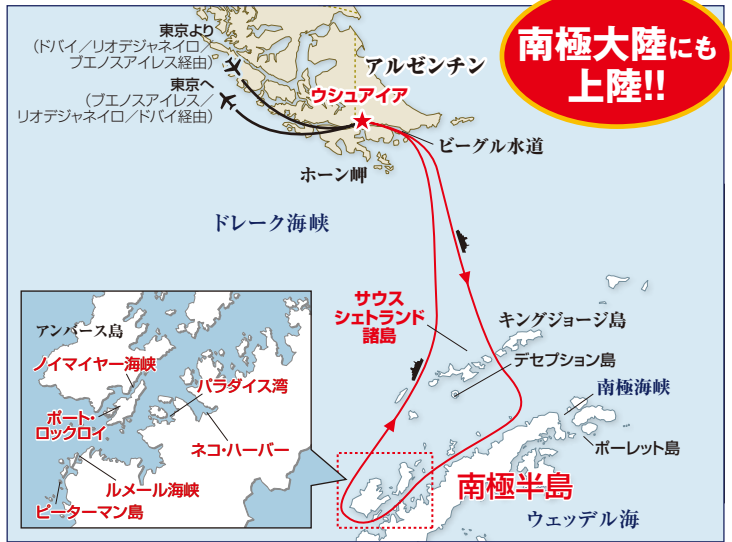 東京より
(ドバイ/リオデジャネイロ/
ブエノスアイレス経由)
東京へ
(ブエノスアイレス/
リオデジャネイロ/ドバイ経由)
南極大陸にも
上陸!!
アルゼンチン
ウシュアイア
ビーグル水道
ホーン岬
ドレーク海峡
サウス
シェトランド
諸島
キングジョージ島
デセプション島
南極海峡
ポーレット島
南極半島
ウェッデル海
アンバース島
ノイマイヤー海峡
パラダイス湾
ポート・
ロックロイ
ネコ・ハーバー
ルメール海峡
ピーターマン島